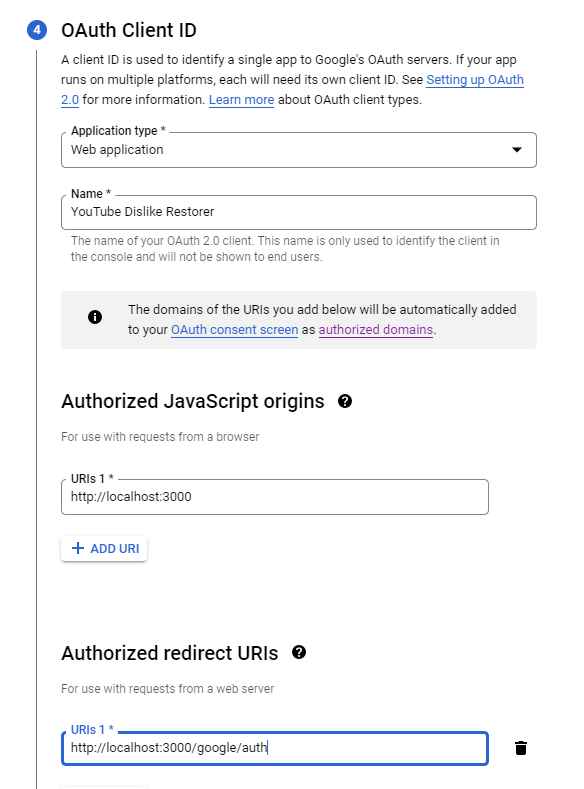 4 OAuth Client ID
A client ID is used to identify a single app to Google's OAuth servers. If your app
runs on multiple platforms, each will need its own client ID. See Setting up OAuth
2.0 for more information. Learn more about OAuth client types.
Application type *
Web application
Name *
YouTube Dislike Restorer
The name of your OAuth 2.0 client. This name is only used to identify the client in
the console and will not be shown to end users.
The domains of the URIs you add below will be automatically added
to your OAuth consent screen as authorized domains.
Authorized JavaScript origins
For use with requests from a browser
URIs 1 *
http://localhost:3000
+ ADD URI
Authorized redirect URIs
For use with requests from a web server
URIs 1 *
http://localhost:3000/google/auth